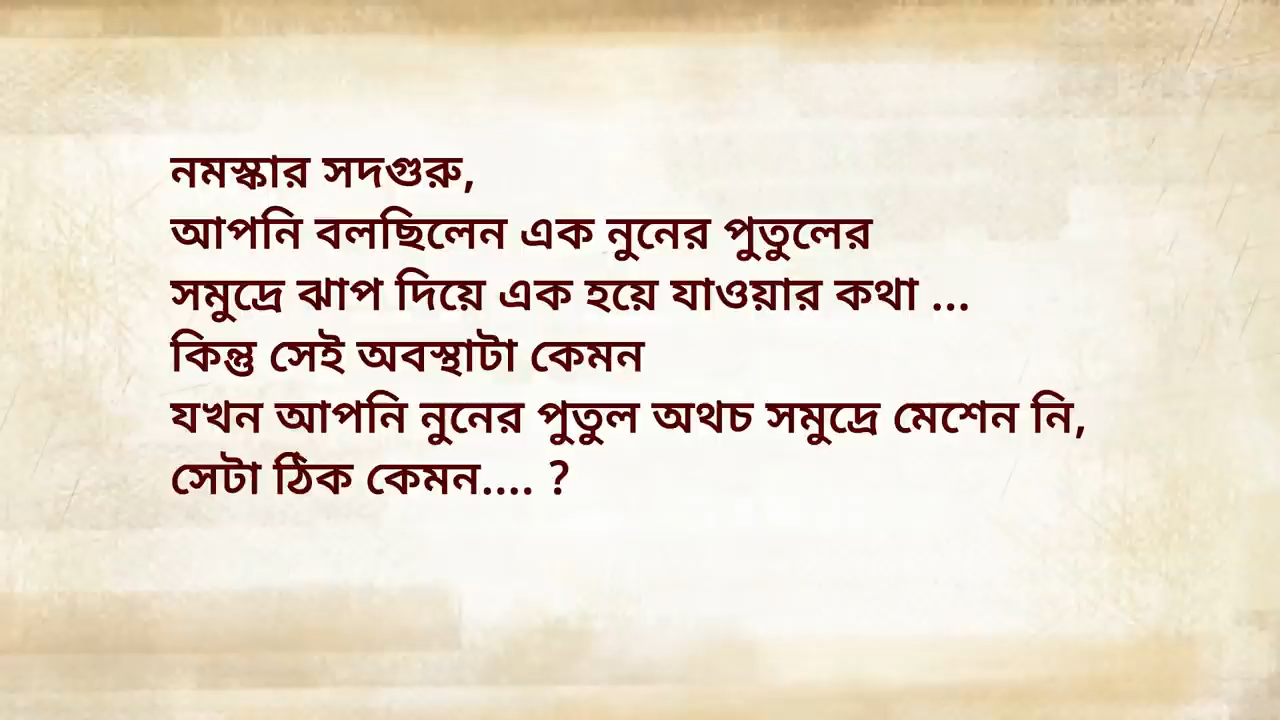 নমস্কার সদগুরু,
আপনি বলছিলেন এক নুনের পুতুলের
সমুদ্রে ঝাপ দিয়ে এক হয়ে যাওয়ার কথা ...
কিন্তু সেই অবস্থাটা কেমন
যখন আপনি নুনের পুতুল অথচ সমুদ্রে মেশেন নি,
সেটা ঠিক কেমন.... ?